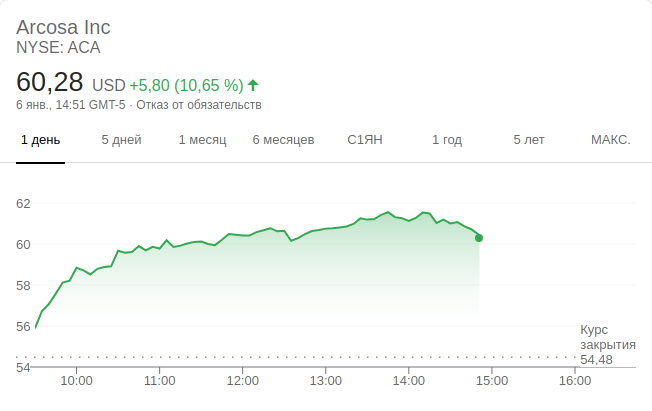 Arcosa Inc
NYSE: ACA
60,28 USD +5,80 (10,65 %)
6 янв., 14:51 GMT-5 · Отказ от обязательств
1 день 5 дней 1 месяц 6 месяцев С1ЯН 1 год 5 лет МАКС.
62
60
58
56
54
Курс
закрытия
54,48
10:00 11:00 12:00 13:00 14:00 15:00 16:00